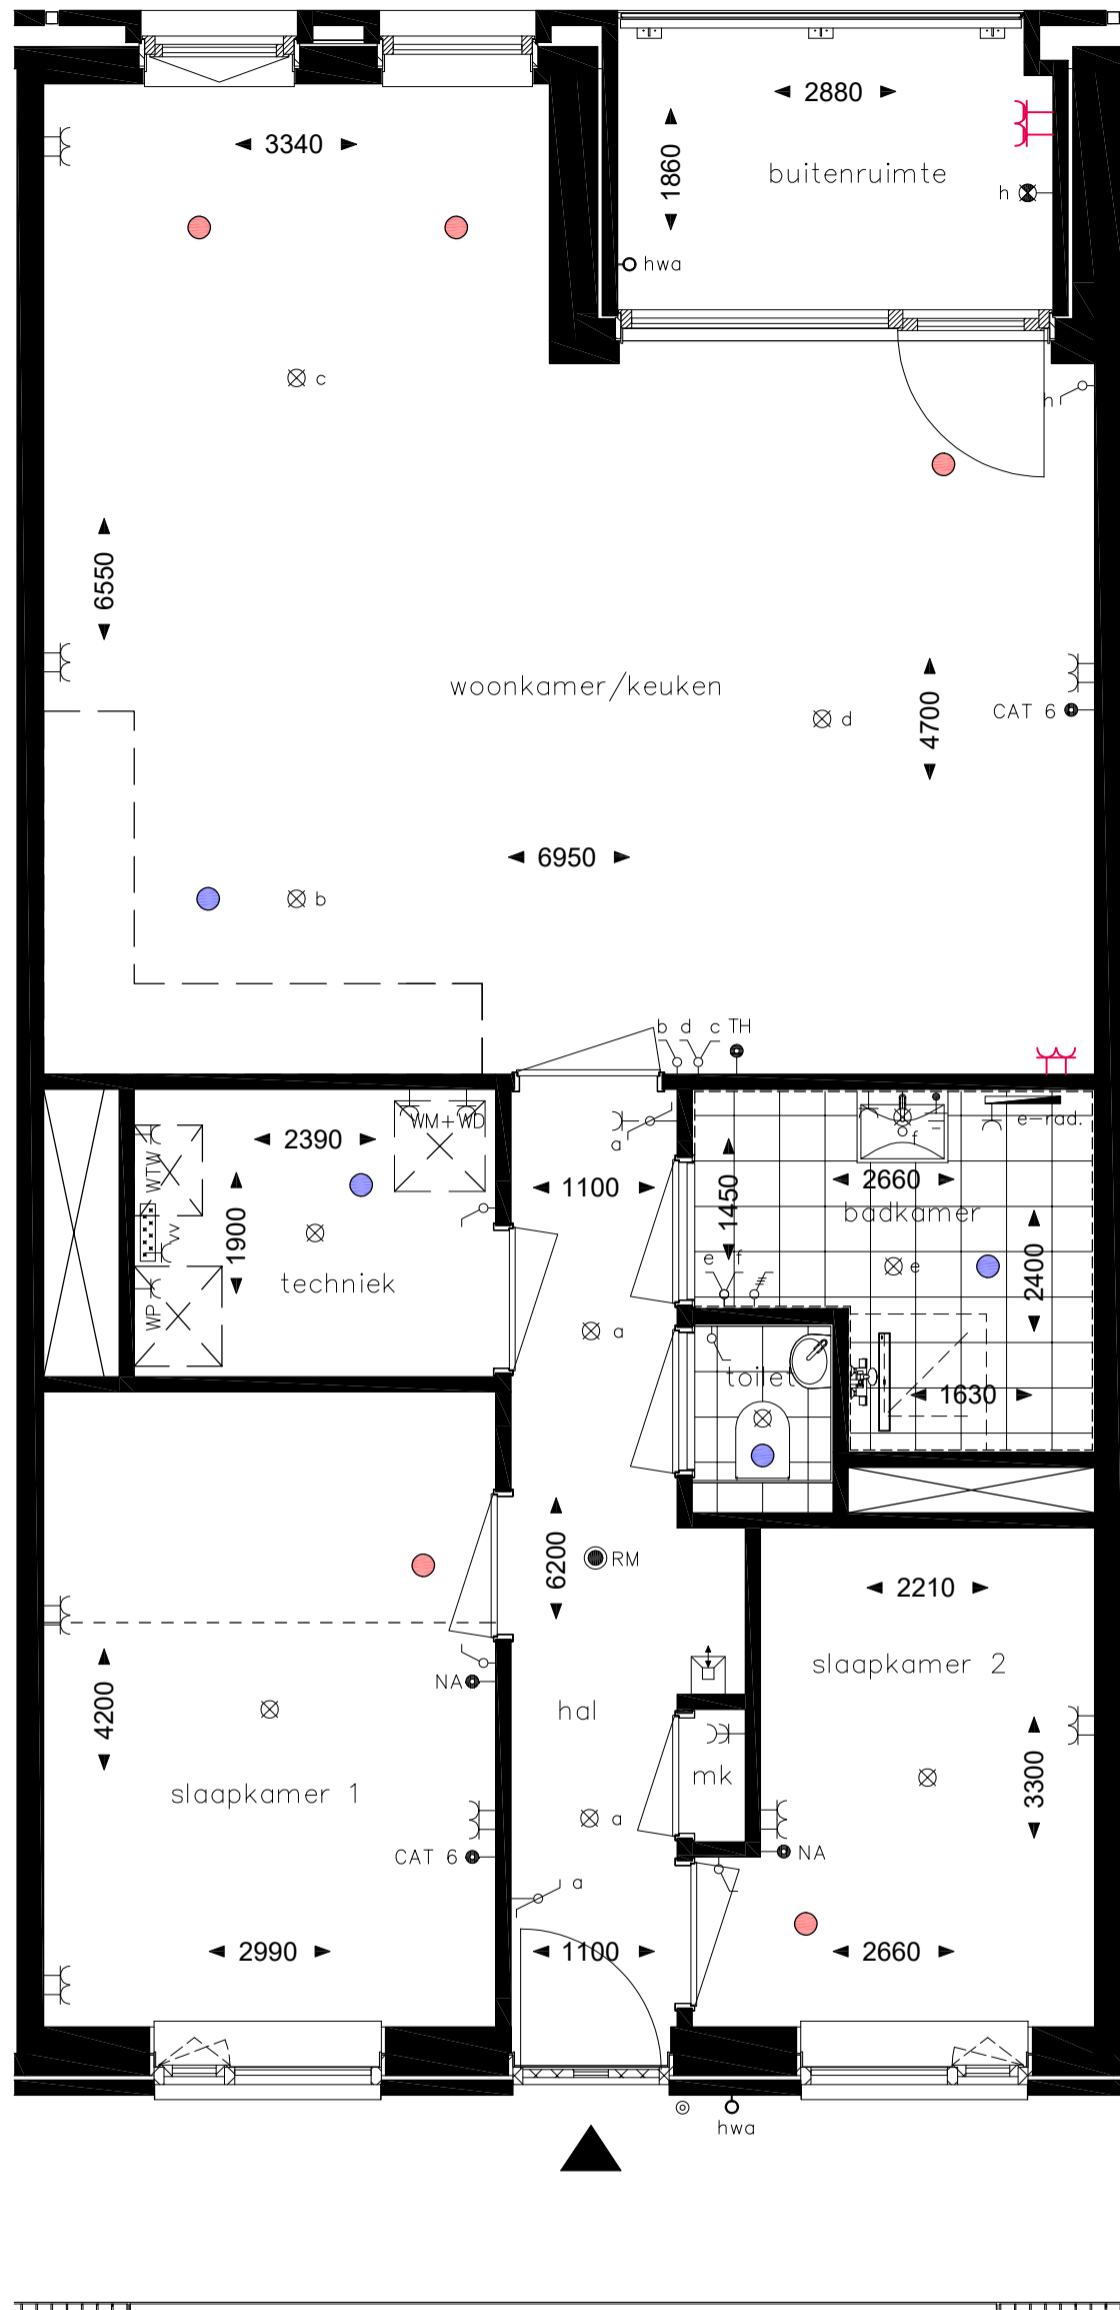 2880
3340
1860
buitenruimte
h
hwa
c
h
6550
woonkamer/keuken
4700
d
CAT 6
6950
b
b d c TH
WM+WD
a
f
e-rad.
2390
WTW
1100
1450
2660
badkamer
1900
VV
e f
e
2400
techniek
WP
a
toilet
1630
6200
RM
2210
slaapkamer 2
NA
4200
hal
slaapkamer 1
mk
3300
a
CAT 6
NA
a
2990
1100
2660
hwa